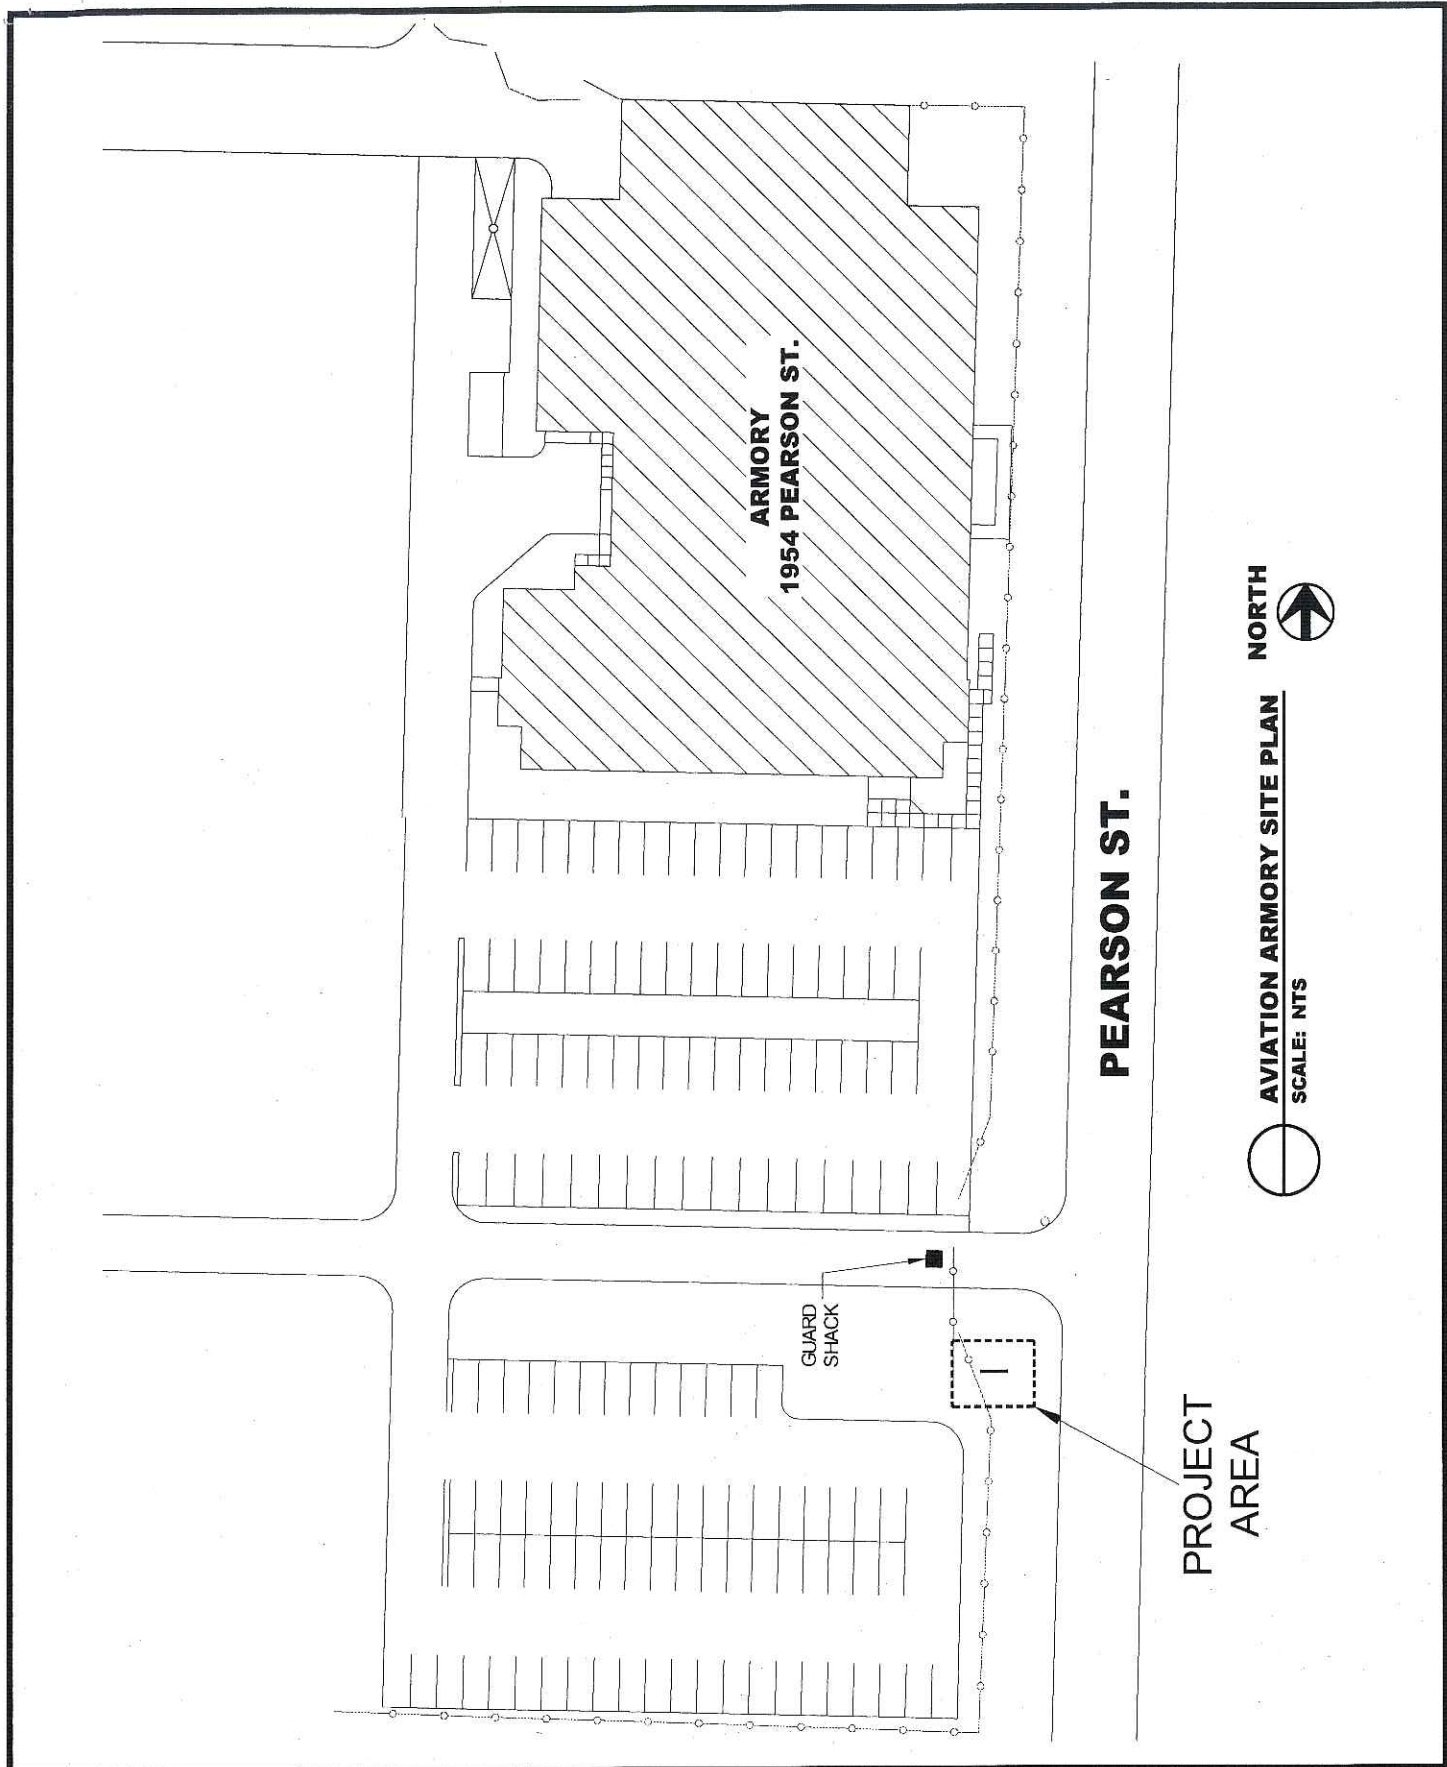 ARMORY
1954 PEARSON ST.
GUARD
SHACK
PEARSON ST.
PROJECT
AREA
AVIATION ARMORY SITE PLAN
SCALE: NTS
NORTH